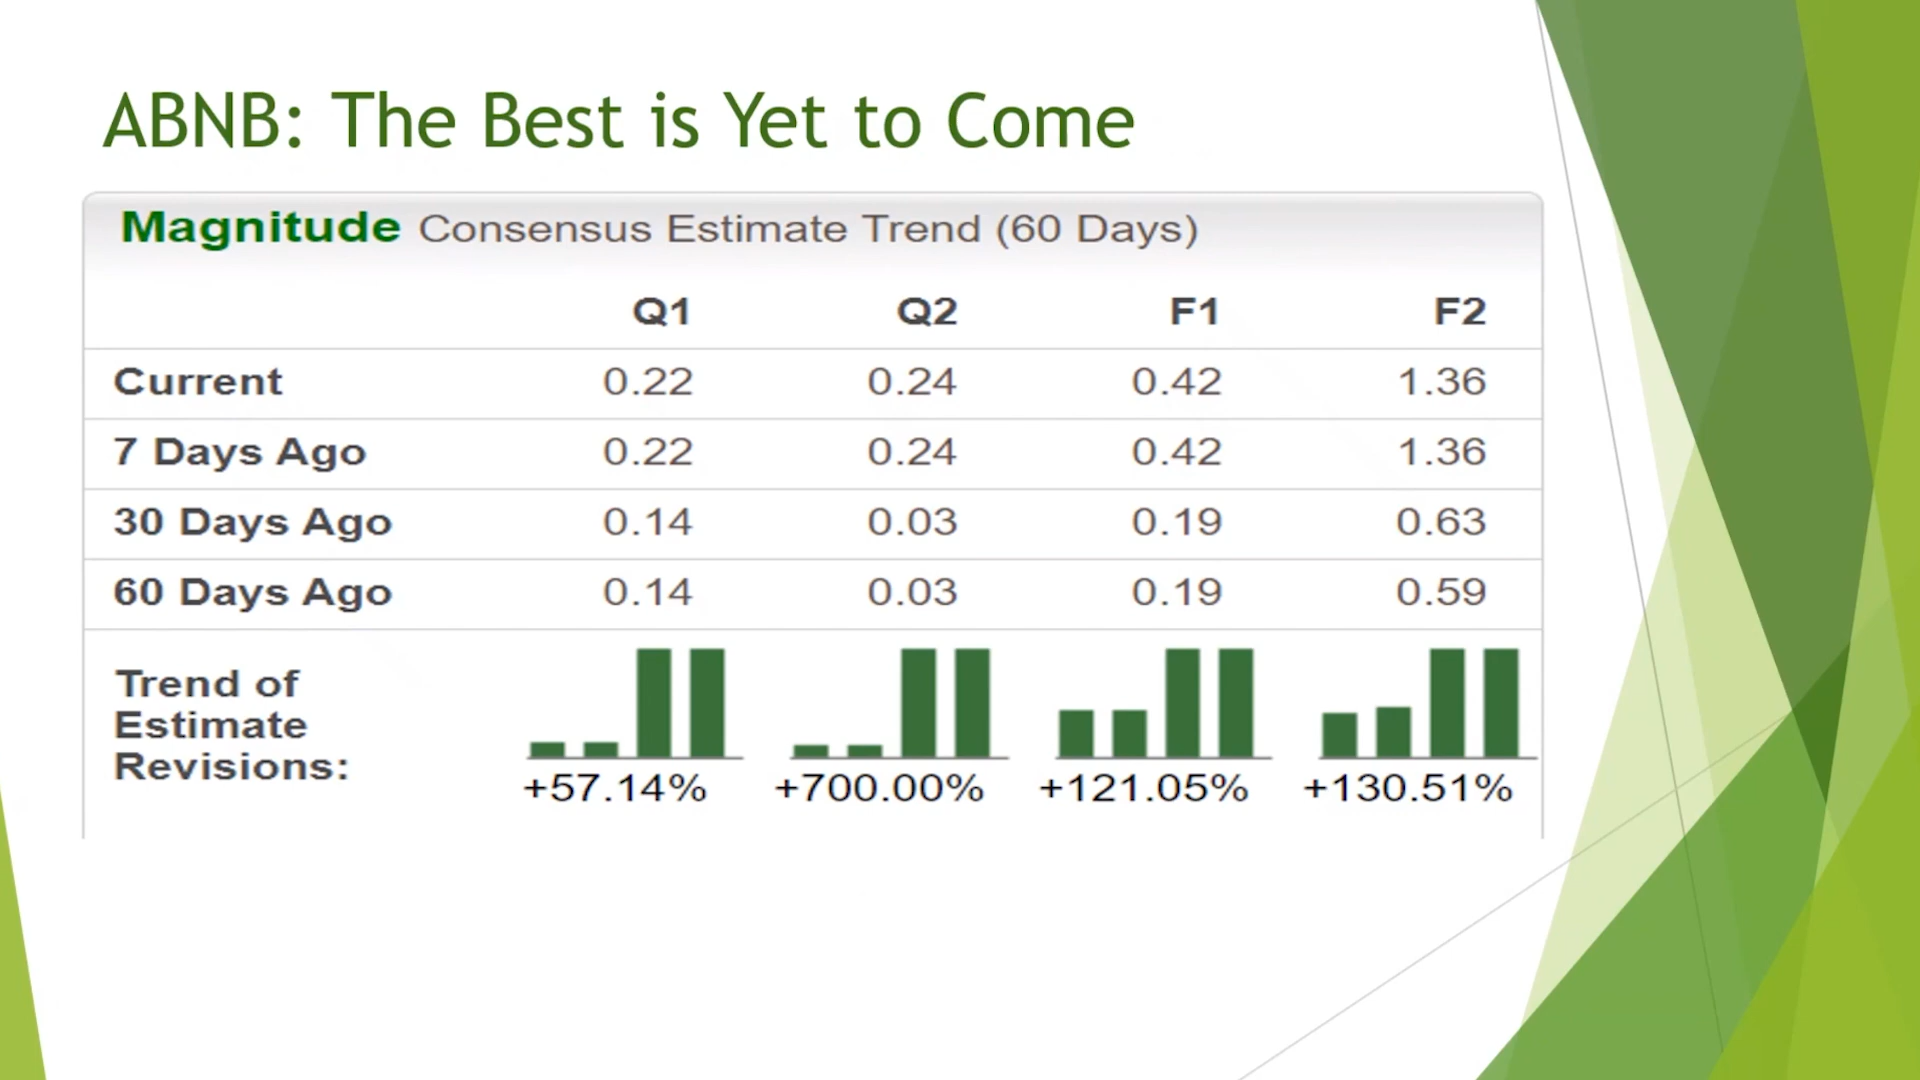 ABNB: The Best is Yet to Come
Magnitude Consensus Estimate Trend (60 Days)
Q1 Q2 F1 F2
Current 0.22 0.24 0.42 1.36
7 Days Ago 0.22 0.24 0.42 1.36
30 Days Ago 0.14 0.03 0.19 0.63
60 Days Ago 0.14 0.03 0.19 0.59
Trend of
Estimate
Revisions:
+57.14% +700.00% +121.05% +130.51%